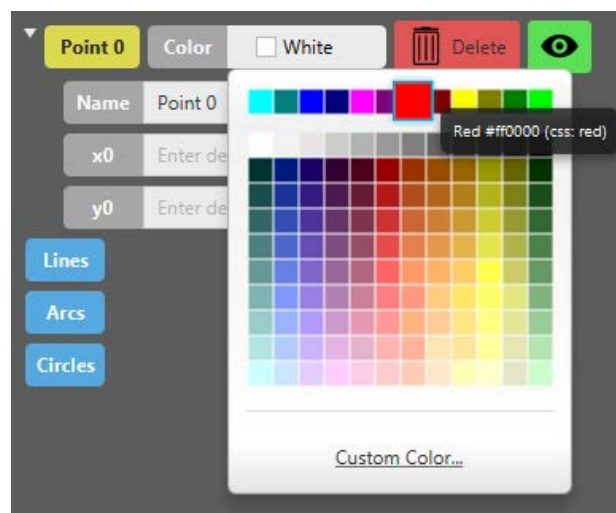 Point 0 Color White Delete
Name Point 0
Red #ff0000 (css: red)
x0 Enter de
y0 Enter de
Lines
Arcs
Circles
Custom Color...